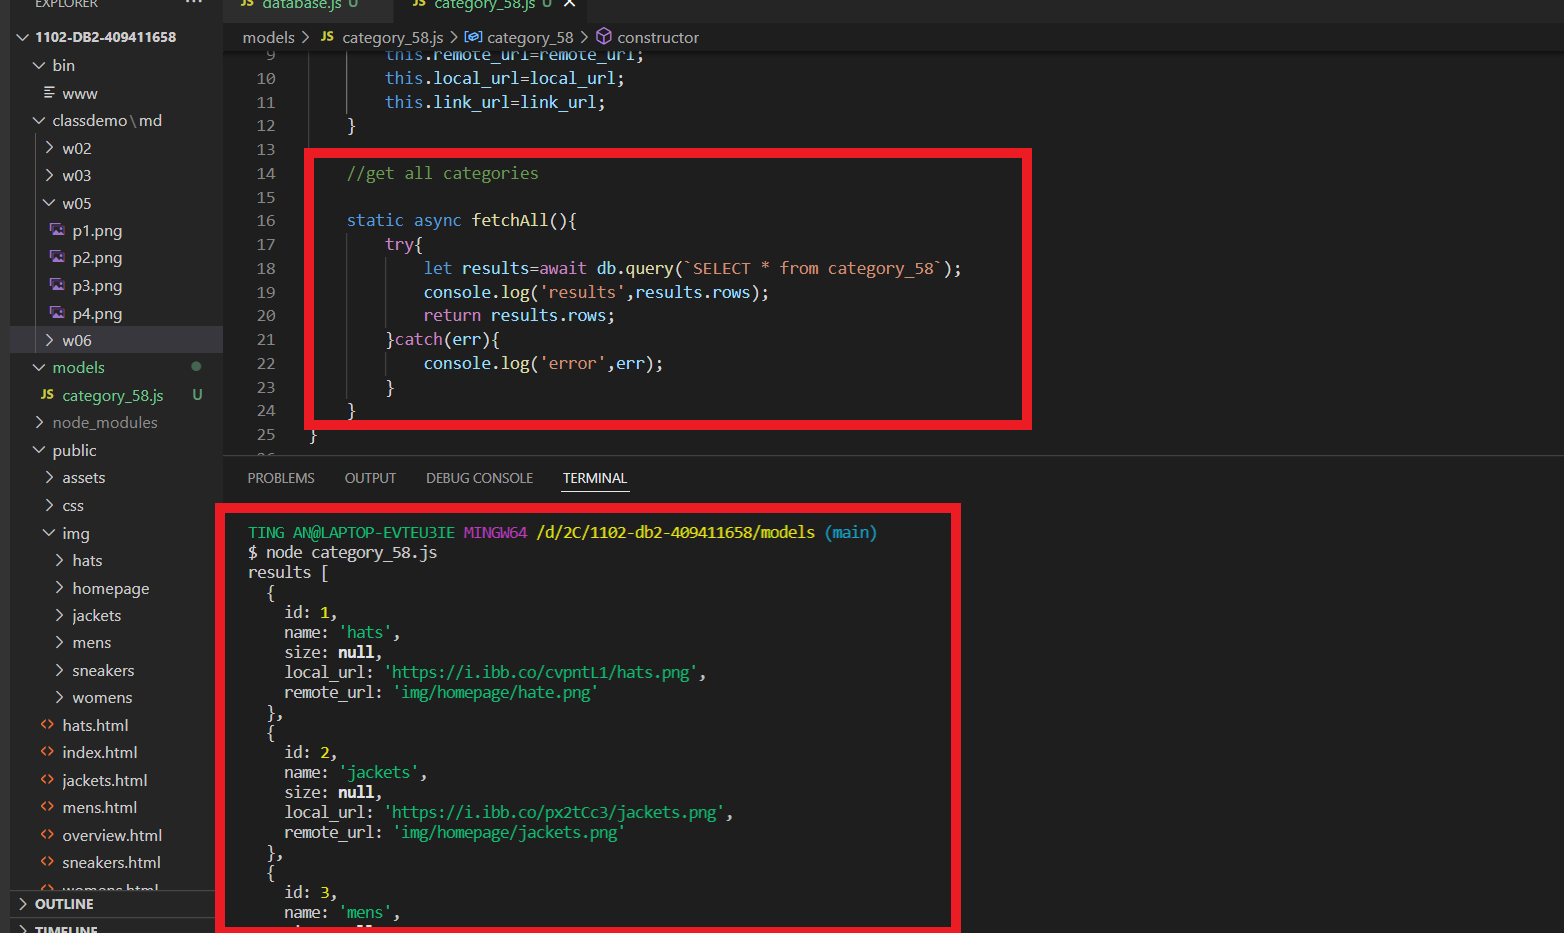 EXPLORER ...
1102-DB2-409411658
bin
www
classdemo\md
w02
w03
w05
p1.png
p2.png
p3.png
p4.png
w06
models
JS category_58.js U
node_modules
public
assets
css
img
hats
homepage
jackets
mens
sneakers
womens
hats.html
index.html
jackets.html
mens.html
overview.html
sneakers.html
womens.html
OUTLINE
TIMELINE
JS database.js U JS category_58.js U
models > JS category_58.js > category_58 > constructor
9 this.remote_url=remote_url;
10 this.local_url=local_url;
11 this.link_url=link_url;
12 }
13
14 //get all categories
15
16 static async fetchAll(){
17 try{
18 let results=await db.query(`SELECT * from category_58`);
19 console.log('results',results.rows);
20 return results.rows;
21 }catch(err){
22 console.log('error',err);
23 }
24 }
25 }
26
PROBLEMS OUTPUT DEBUG CONSOLE TERMINAL
TING AN@LAPTOP-EVTEU3IE MINGW64 /d/2C/1102-db2-409411658/models (main)
$ node category_58.js
results [
{
id: 1,
name: 'hats',
size: null,
local_url: 'https://i.ibb.co/cvpntL1/hats.png',
remote_url: 'img/homepage/hate.png'
},
{
id: 2,
name: 'jackets',
size: null,
local_url: 'https://i.ibb.co/px2tCc3/jackets.png',
remote_url: 'img/homepage/jackets.png'
},
{
id: 3,
name: 'mens',